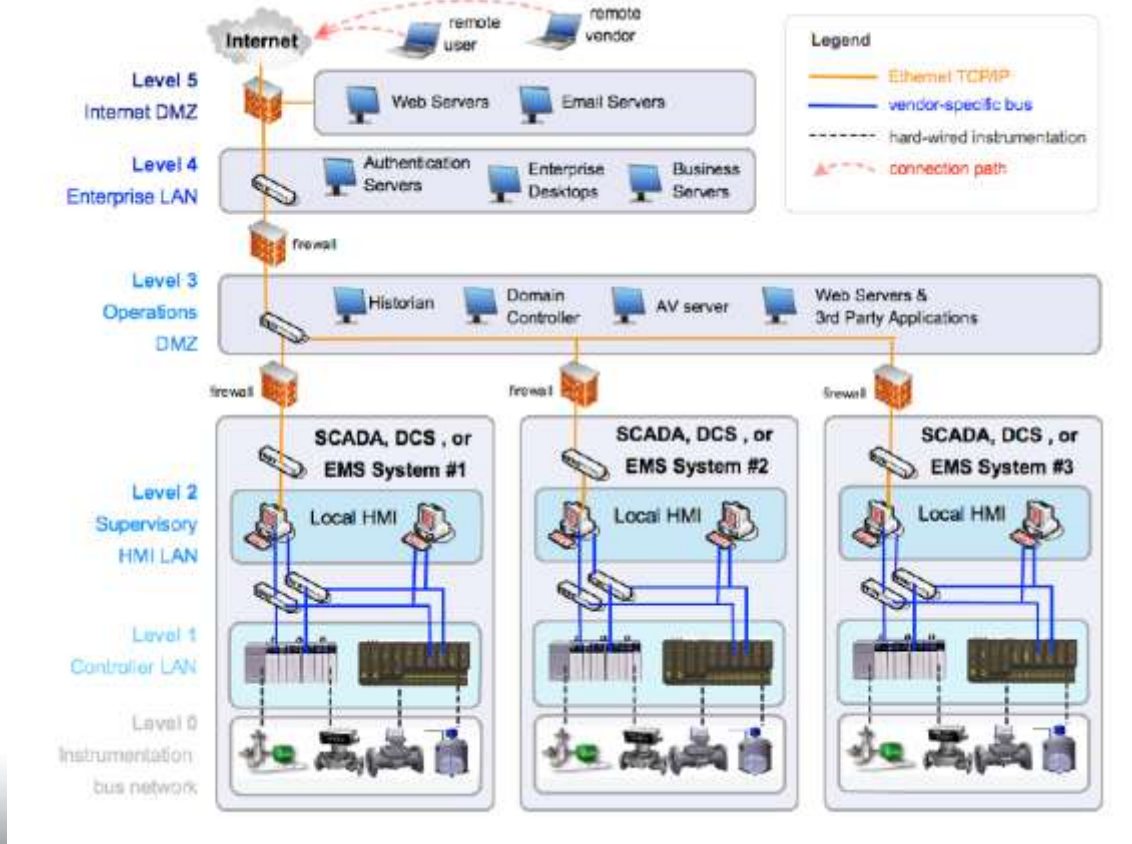 remote
user
remote
vendor
Internet
Legend
Ethernet TCP/IP
vendor-specific bus
hard-wired instrumentation
connection path
Level 5
Internet DMZ
Web Servers
Email Servers
Level 4
Enterprise LAN
Authentication
Servers
Enterprise
Desktops
Business
Servers
firewall
Level 3
Operations
DMZ
Historian
Domain
Controller
AV server
Web Servers &
3rd Party Applications
firewall
firewall
firewall
SCADA, DCS , or
EMS System #1
SCADA, DCS , or
EMS System #2
SCADA, DCS , or
EMS System #3
Level 2
Supervisory
HMI LAN
Local HMI
Local HMI
Local HMI
Level 1
Controller LAN
Level 0
Instrumentation
bus network